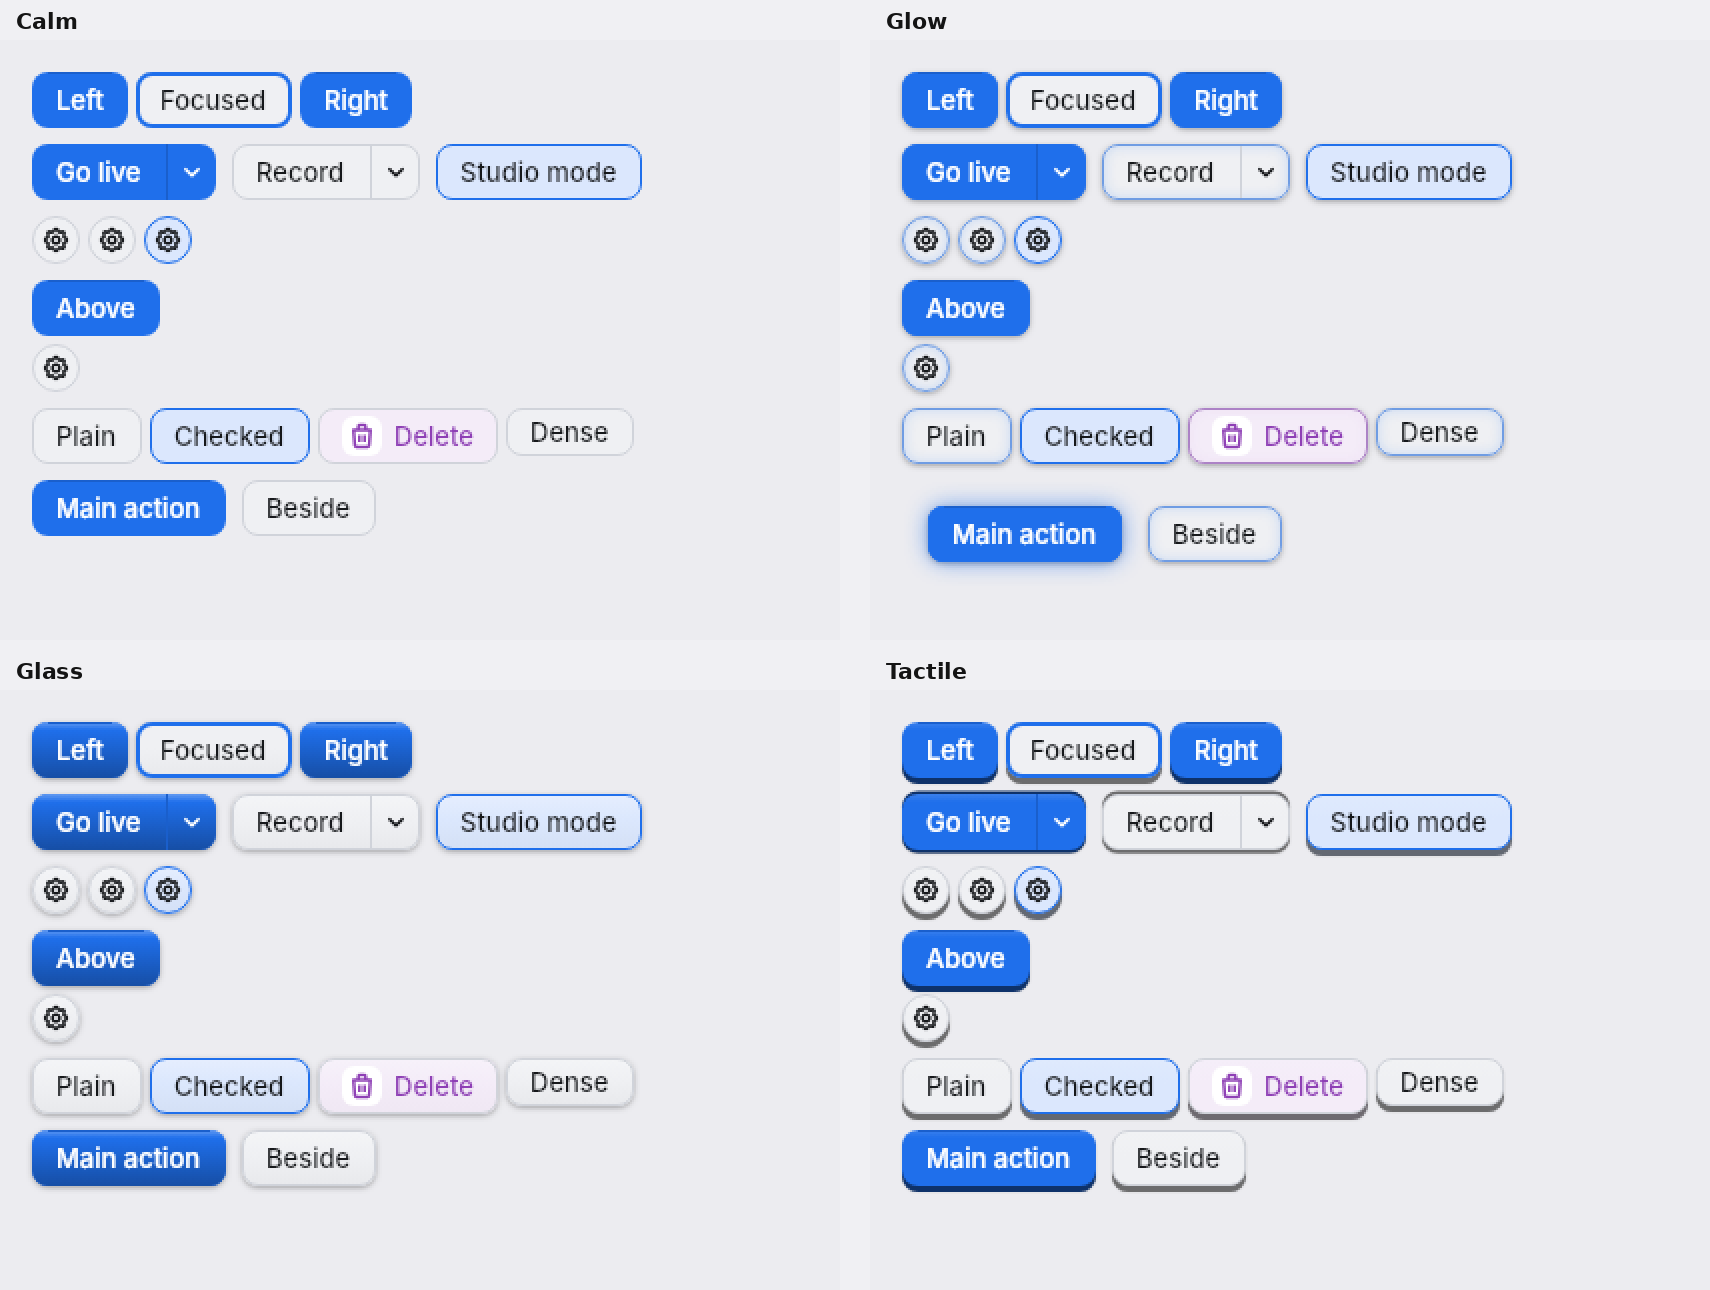 Calm
Left Focused Right
Go live Record Studio mode
Above
Plain Checked Delete Dense
Main action Beside
Glow
Left Focused Right
Go live Record Studio mode
Above
Plain Checked Delete Dense
Main action Beside
Glass
Left Focused Right
Go live Record Studio mode
Above
Plain Checked Delete Dense
Main action Beside
Tactile
Left Focused Right
Go live Record Studio mode
Above
Plain Checked Delete Dense
Main action Beside